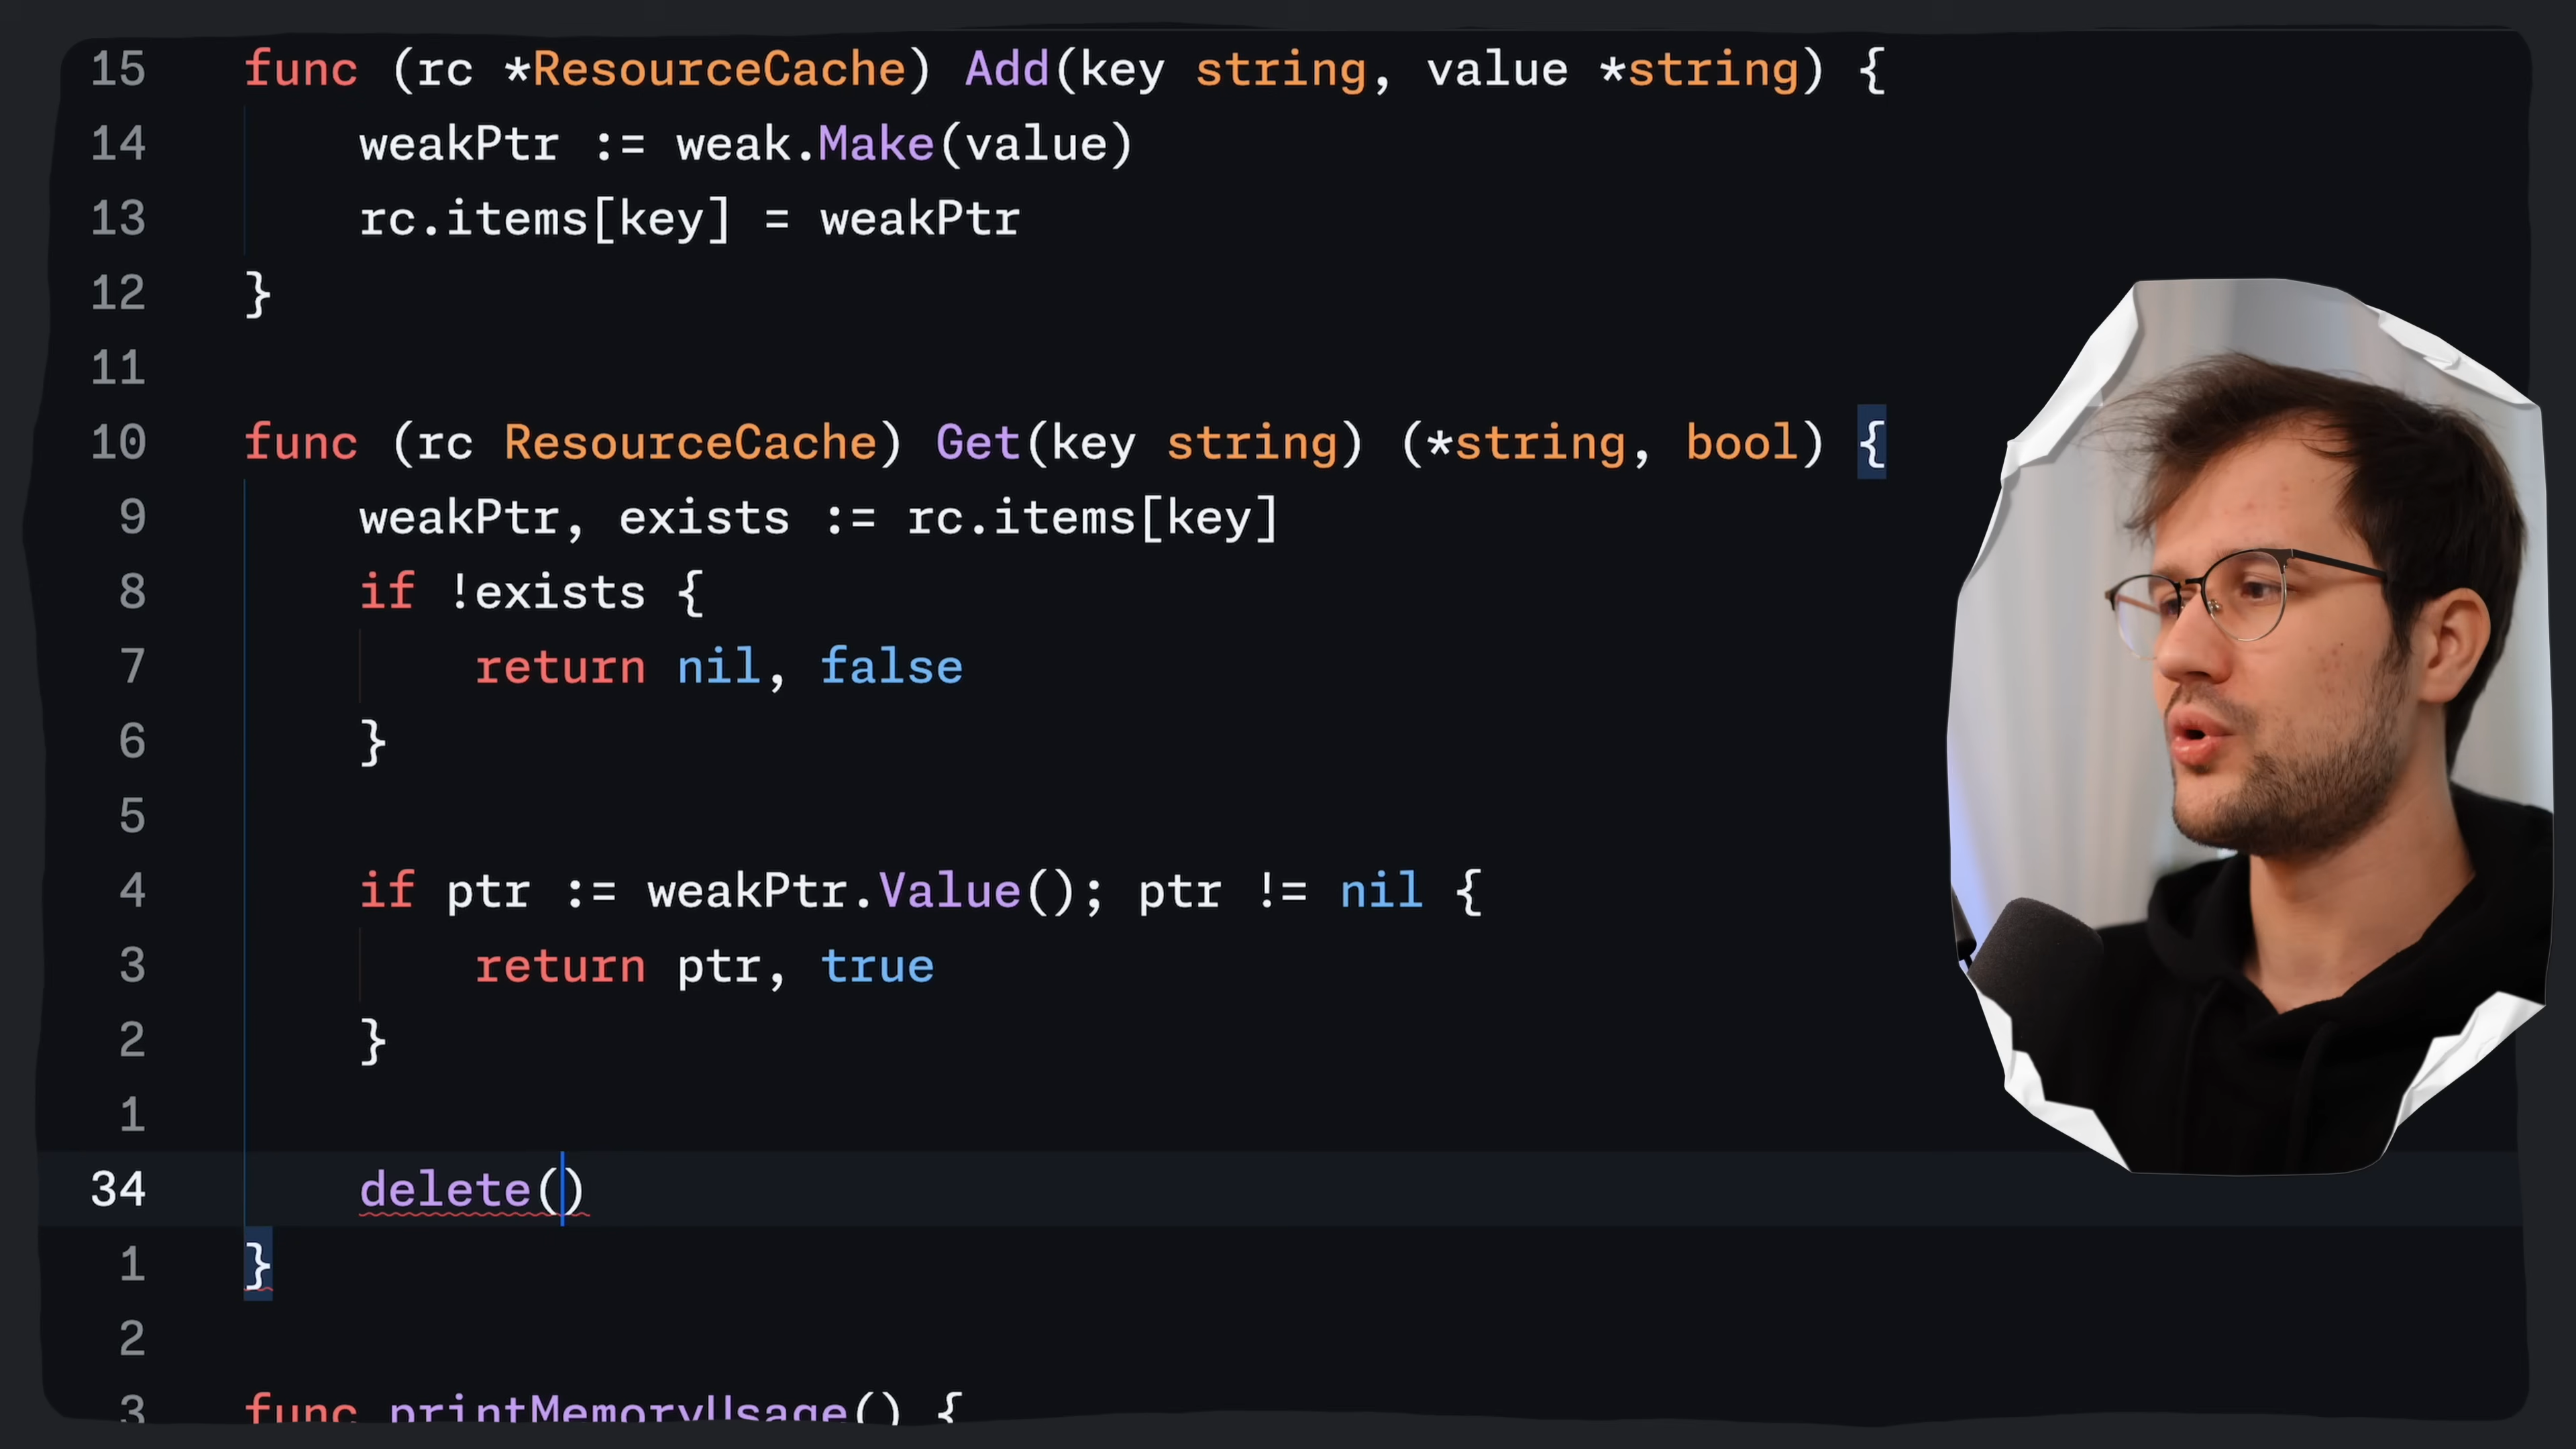 15 func (rc *ResourceCache) Add(key string, value *string) {
14 weakPtr := weak.Make(value)
13 rc.items[key] = weakPtr
12 }
11
10 func (rc ResourceCache) Get(key string) (*string, bool) {
9 weakPtr, exists := rc.items[key]
8 if !exists {
7 return nil, false
6 }
5
4 if ptr := weakPtr.Value(); ptr != nil {
3 return ptr, true
2 }
1
34 delete()
1 }
2
3 func printMemoryUsage() {